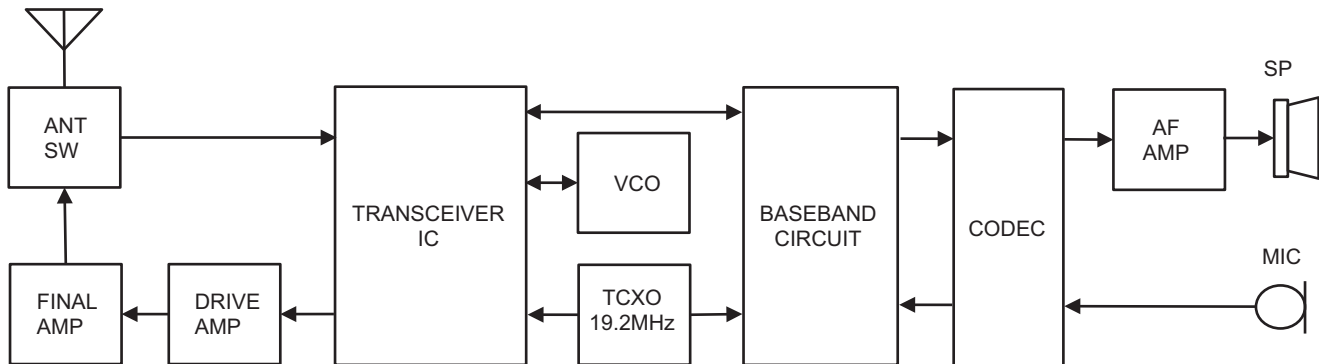 SP
ANT
SW
AF
AMP
VCO
TRANSCEIVER
IC
BASEBAND
CIRCUIT
CODEC
MIC
FINAL
AMP
DRIVE
AMP
TCXO
19.2MHz